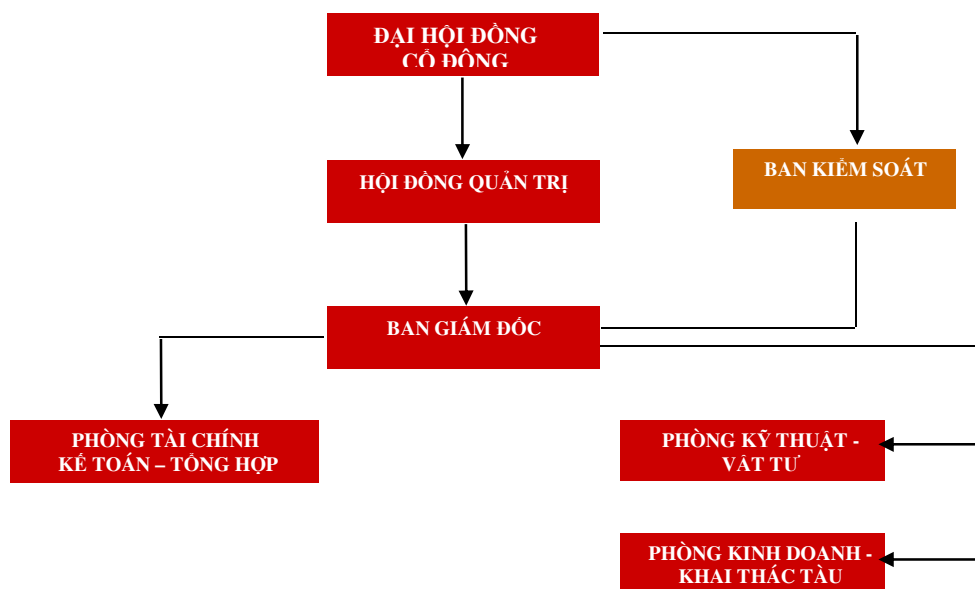 ĐẠI HỘI ĐỒNG
CỔ ĐÔNG
HỘI ĐỒNG QUẢN TRỊ
BAN KIỂM SOÁT
BAN GIÁM ĐỐC
PHÒNG TÀI CHÍNH
KẾ TOÁN – TỔNG HỢP
PHÒNG KỸ THUẬT -
VẬT TƯ
PHÒNG KINH DOANH -
KHAI THÁC TÀU